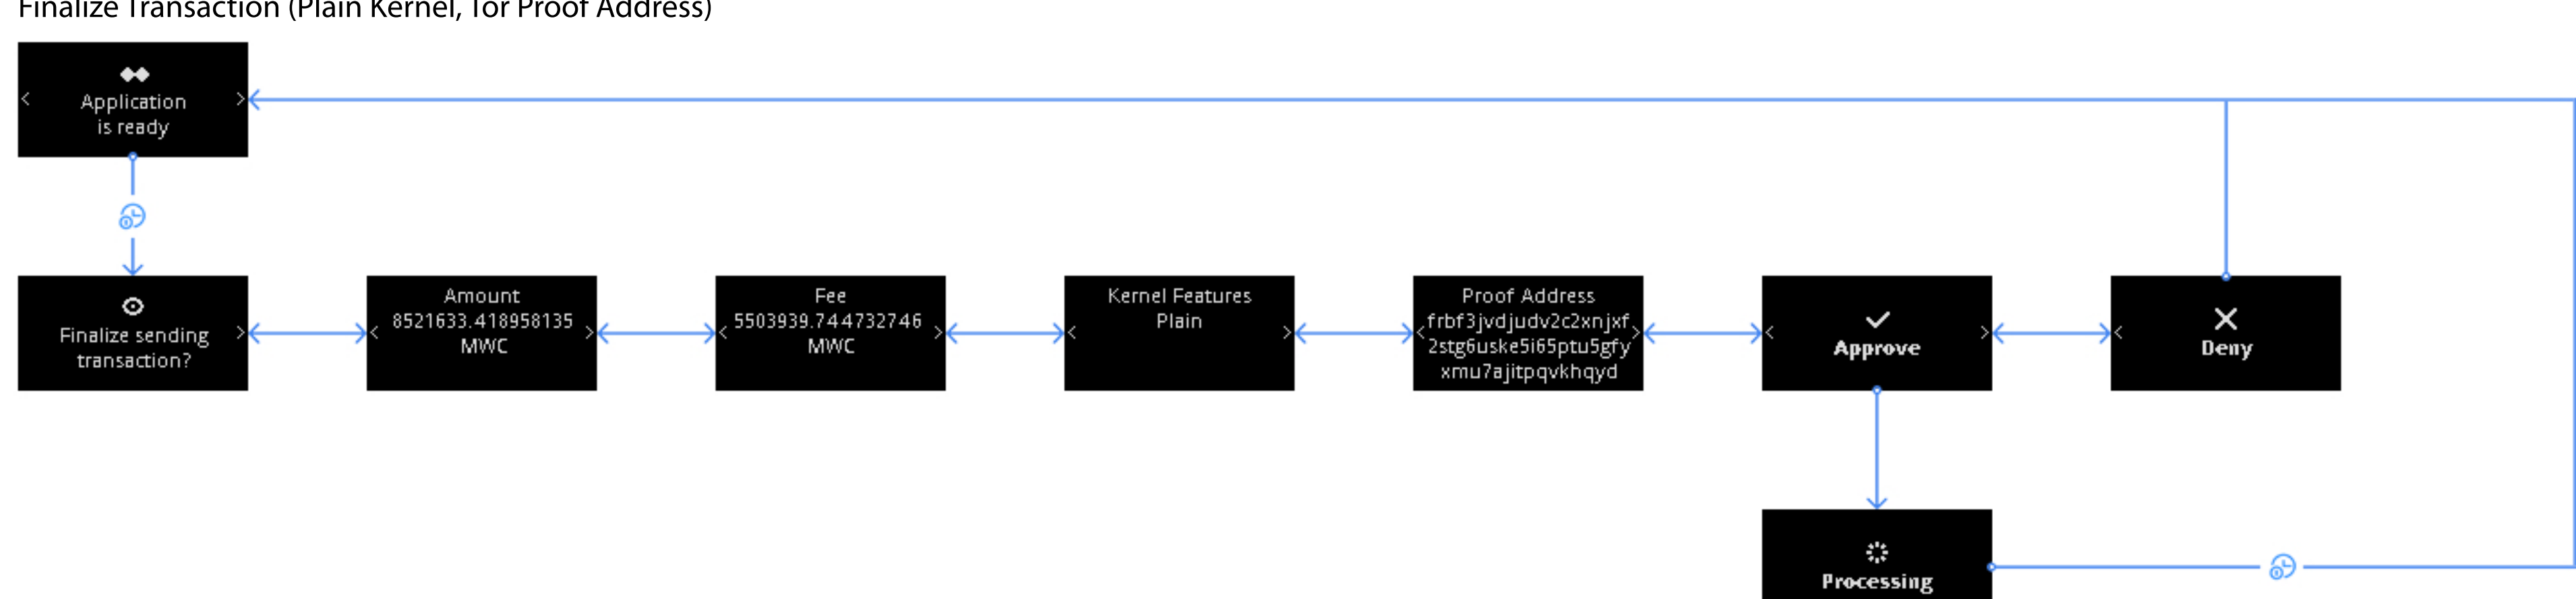 Finalize Transaction (Plain Kernel, Tor Proof Address)
Application
is ready
Finalize sending
transaction?
Amount
8521633.418958135
MWC
Fee
5503939.744732746
MWC
Kernel Features
Plain
Proof Address
frbf3jvdjudv2c2xnjxf
2stg6uske5i65ptu5gfy
xmu7ajitpqvkhqyd
Approve
Deny
Processing